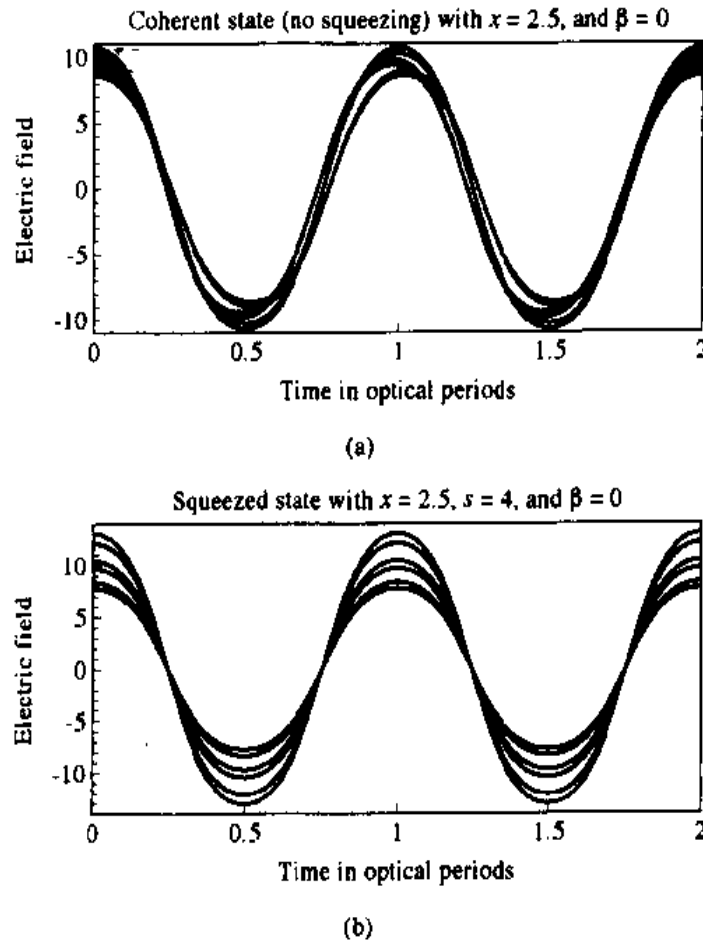 Coherent state (no squeezing) with x = 2.5, and β = 0
10
5
0
-5
-10
Electric field
0 0.5 1 1.5 2
Time in optical periods
(a)
Squeezed state with x = 2.5, s = 4, and β = 0
10
5
0
-5
-10
Electric field
0 0.5 1 1.5 2
Time in optical periods
(b)